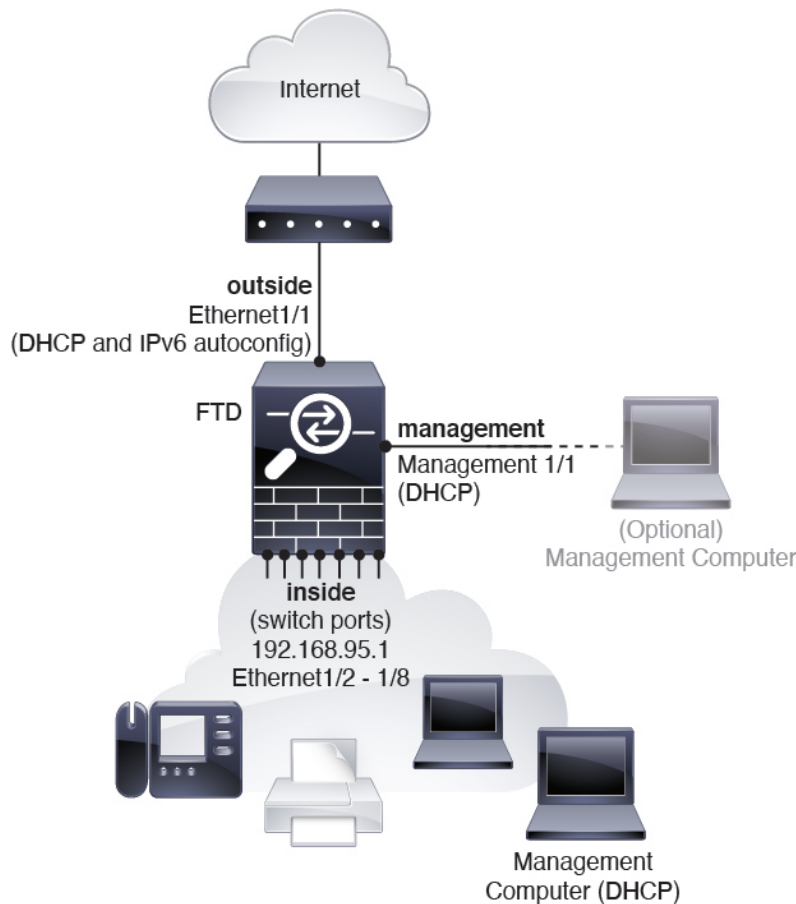 Internet
outside
Ethernet1/1
(DHCP and IPv6 autoconfig)
FTD
management
Management 1/1
(DHCP)
(Optional)
Management Computer
inside
(switch ports)
192.168.95.1
Ethernet1/2 - 1/8
Management
Computer (DHCP)